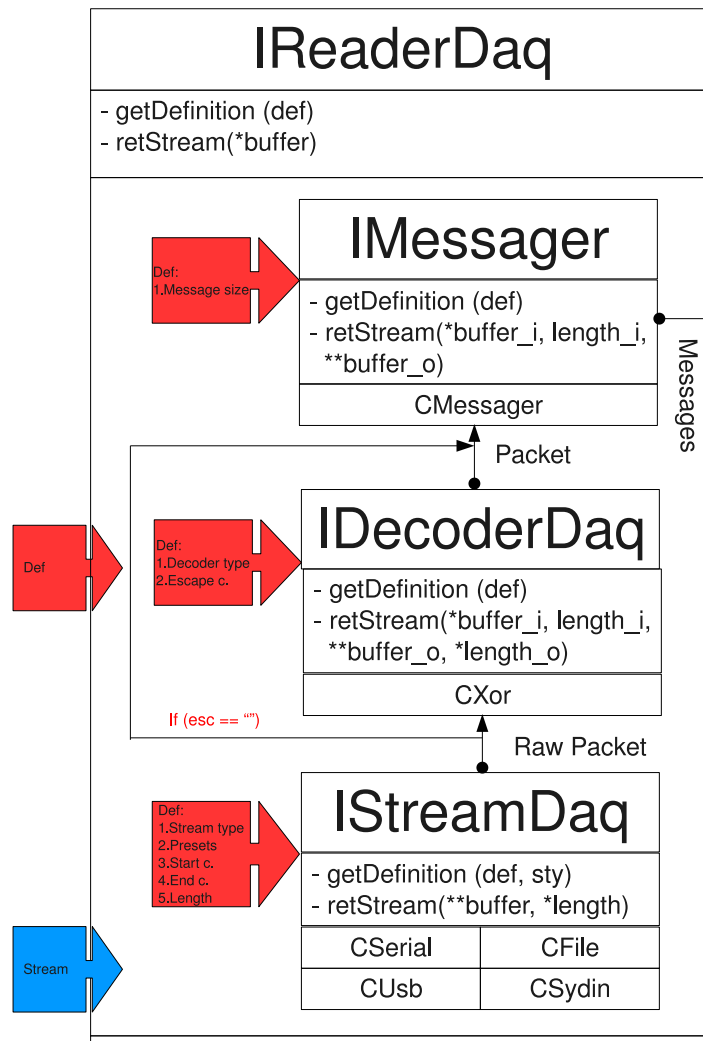 IReaderDaq
- getDefinition (def)
- retStream(*buffer)
IMessager
Def:
1.Message size
- getDefinition (def)
- retStream(*buffer_i, length_i,
**buffer_o)
CMessager
Messages
Packet
IDecoderDaq
Def
Def:
1.Decoder type
2.Escape c.
- getDefinition (def)
- retStream(*buffer_i, length_i,
**buffer_o, *length_o)
CXor
If (esc == “”)
Raw Packet
IStreamDaq
Def:
1.Stream type
2.Presets
3.Start c.
4.End c.
5.Length
- getDefinition (def, sty)
- retStream(**buffer, *length)
CSerial
CFile
CUsb
CSydin
Stream